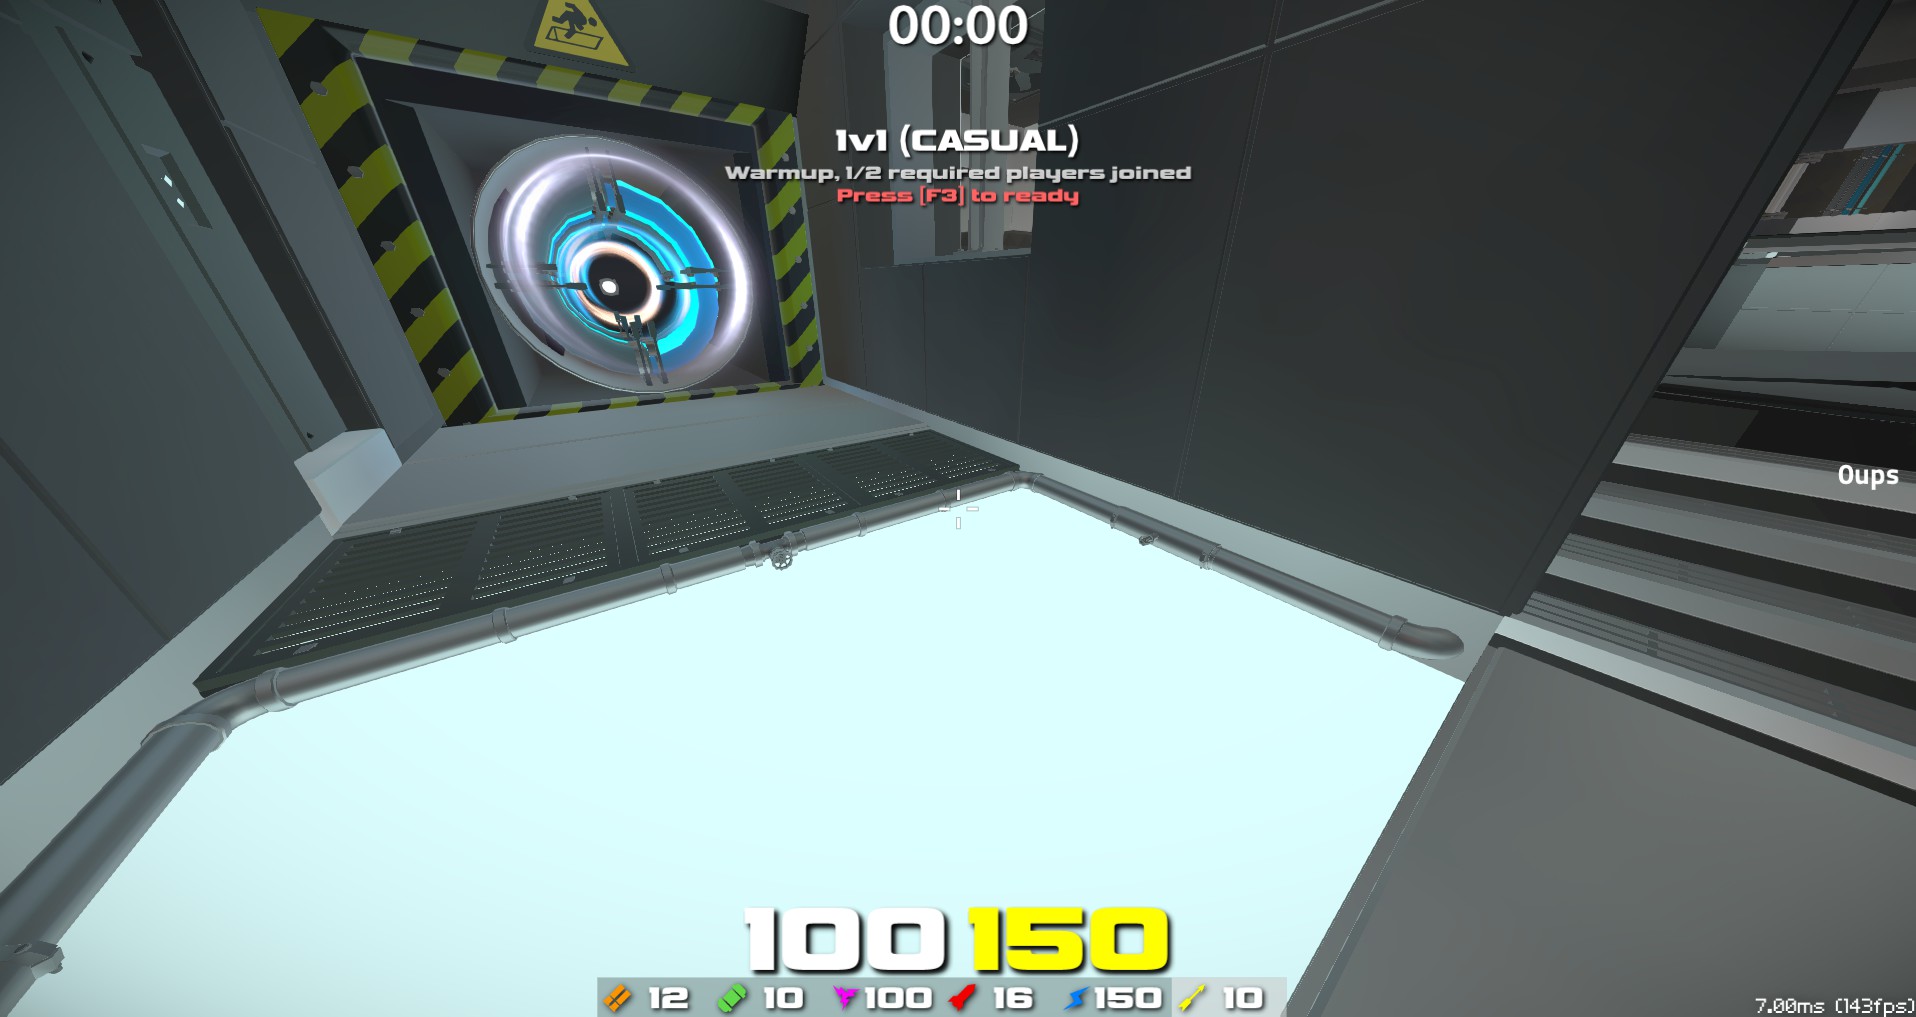 00:00
1v1 (CASUAL)
Warmup, 1/2 required players joined
Press [F3] to ready
Oups
100 150
12 10 100 16 150 10
7.00ms (143fps)